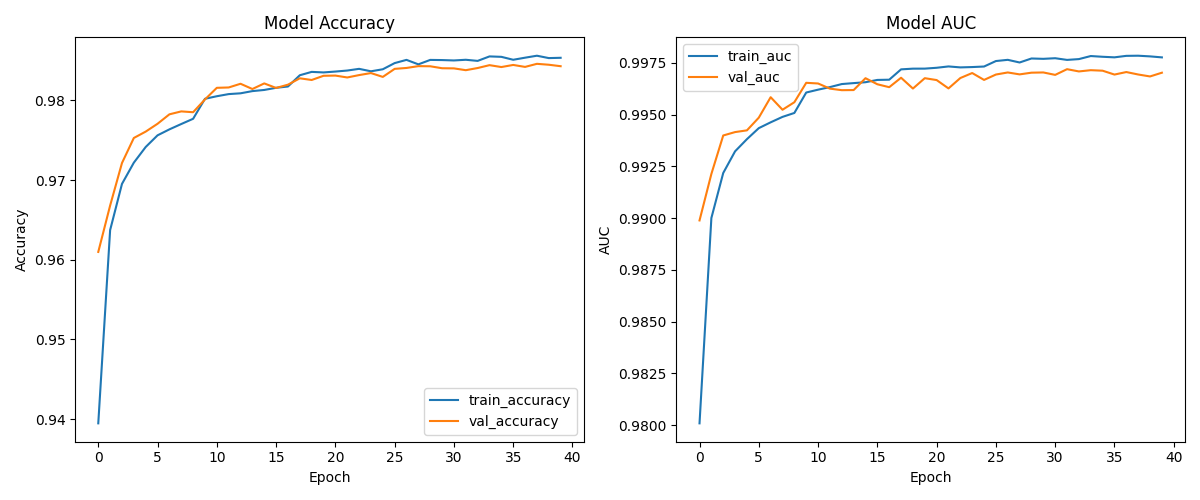 Model Accuracy
Accuracy
0.98
0.97
0.96
0.95
0.94
train_accuracy
val_accuracy
0 5 10 15 20 25 30 35 40
Epoch
Model AUC
train_auc
val_auc
AUC
0.9975
0.9950
0.9925
0.9900
0.9875
0.9850
0.9825
0.9800
0 5 10 15 20 25 30 35 40
Epoch